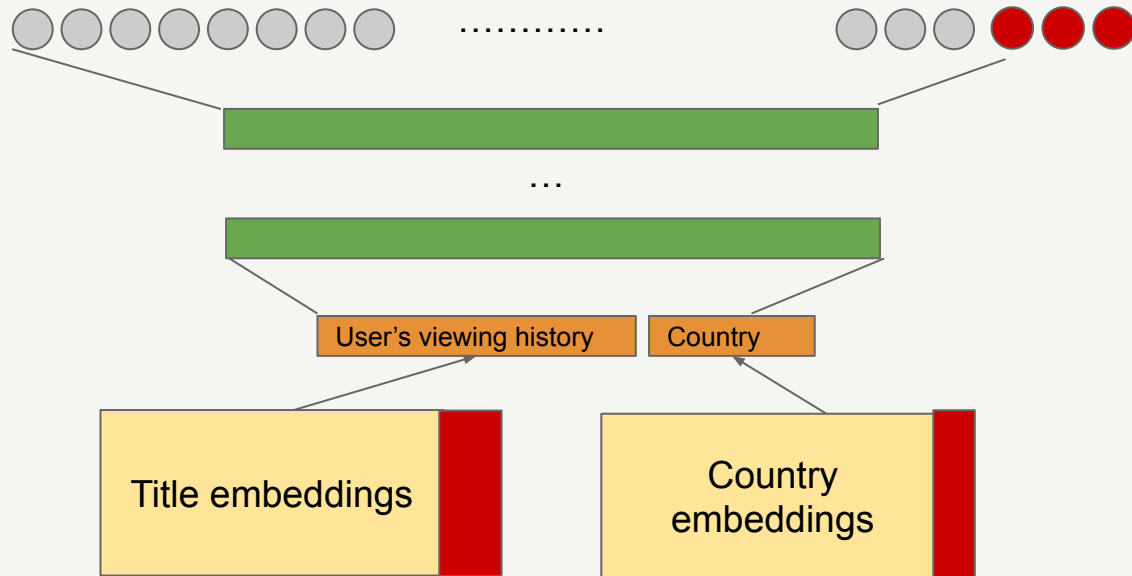 ............
...
User’s viewing history
Country
Title embeddings
Country
embeddings